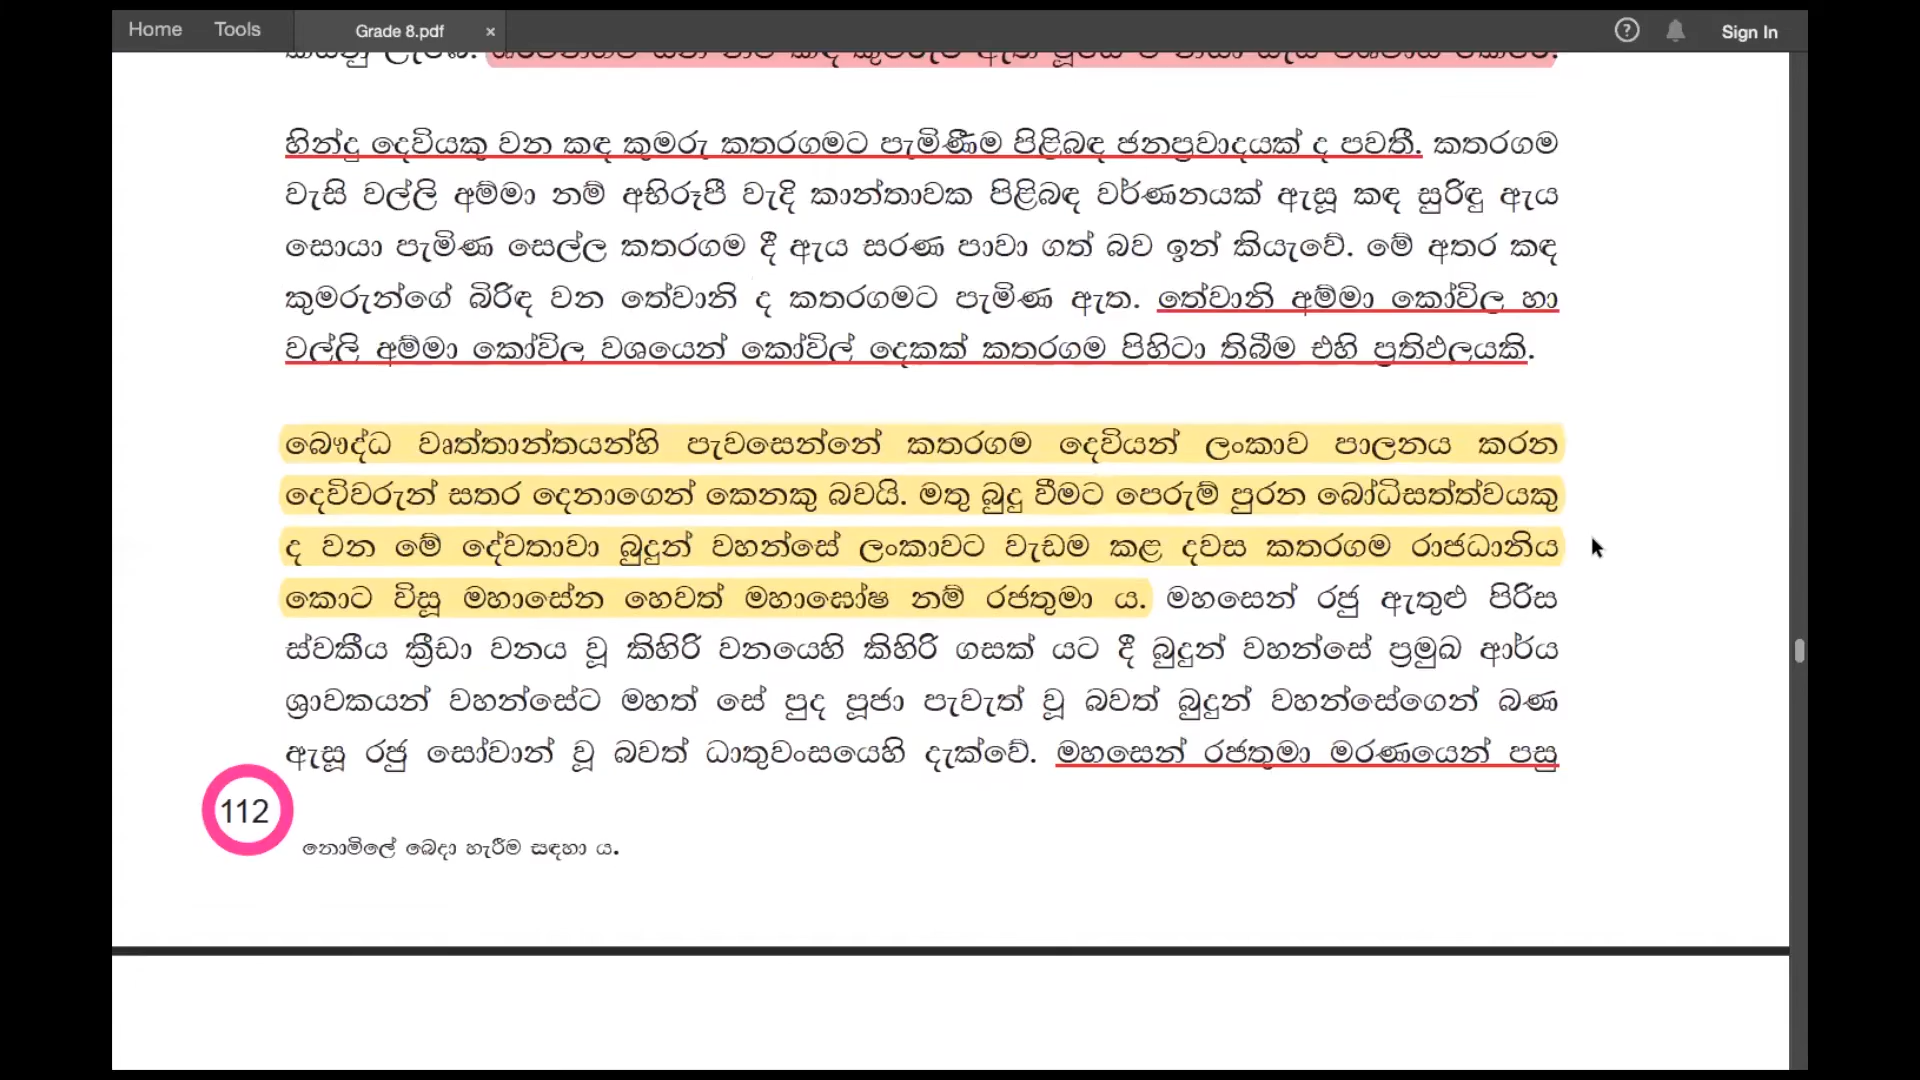 Home Tools Grade 8.pdf × ? Sign In
හින්දු දෙවියකු වන කඳ කුමරු කතරගමට පැමිණීම පිළිබඳ ජනප්‍රවාදයක් ද පවතී. කතරගම
වැසි වල්ලි අම්මා නම් අභිරූපී වැදි කාන්තාවක පිළිබඳ වර්ණනයක් ඇසූ කඳ සුරිඳු ඇය
සොයා පැමිණ සෙල්ල කතරගම දී ඇය සරණ පාවා ගත් බව ඉන් කියැවේ. මේ අතර කඳ
කුමරුන්ගේ බිරිඳ වන තේවානි ද කතරගමට පැමිණ ඇත. තේවානි අම්මා කෝවිල හා
වල්ලි අම්මා කෝවිල වශයෙන් කෝවිල් දෙකක් කතරගම පිහිටා තිබීම එහි ප්‍රතිඵලයකි.
බෞද්ධ වෘත්තාන්තයන්හි පැවසෙන්නේ කතරගම දෙවියන් ලංකාව පාලනය කරන
දෙවිවරුන් සතර දෙනාගෙන් කෙනකු බවයි. මතු බුදු වීමට පෙරුම් පුරන බෝධිසත්ත්වයකු
ද වන මේ දේවතාවා බුදුන් වහන්සේ ලංකාවට වැඩම කළ දවස කතරගම රාජධානිය
කොට විසූ මහාසේන හෙවත් මහාඝෝෂ නම් රජතුමා ය. මහසෙන් රජු ඇතුළු පිරිස
ස්වකීය ක්‍රීඩා වනය වූ කිහිරි වනයෙහි කිහිරි ගසක් යට දී බුදුන් වහන්සේ ප්‍රමුඛ ආර්ය
ශ්‍රාවකයන් වහන්සේට මහත් සේ පුද පූජා පැවැත් වූ බවත් බුදුන් වහන්සේගෙන් බණ
ඇසූ රජු සෝවාන් වූ බවත් ධාතුවංසයෙහි දැක්වේ. මහසෙන් රජතුමා මරණයෙන් පසු
112
නොමිලේ බෙදා හැරීම සඳහා ය.